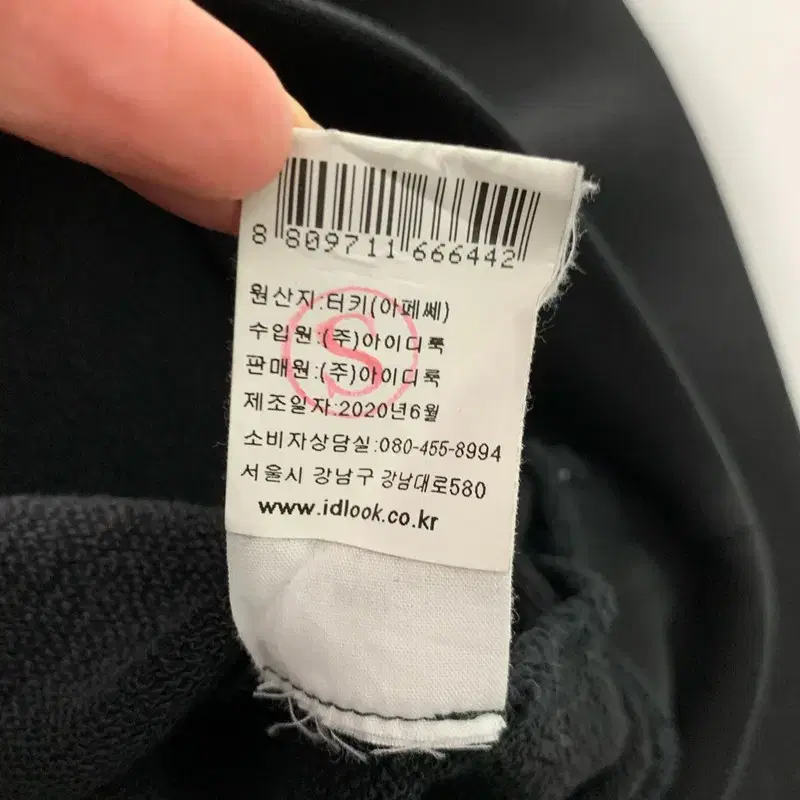 8 809711 666442
원산지:터키(아페쎄)
수입원:(주)아이디룩
판매원:(주)아이디룩
S
제조일자:2020년6월
소비자상담실:080-455-8994
서울시 강남구 강남대로580
www.idlook.co.kr